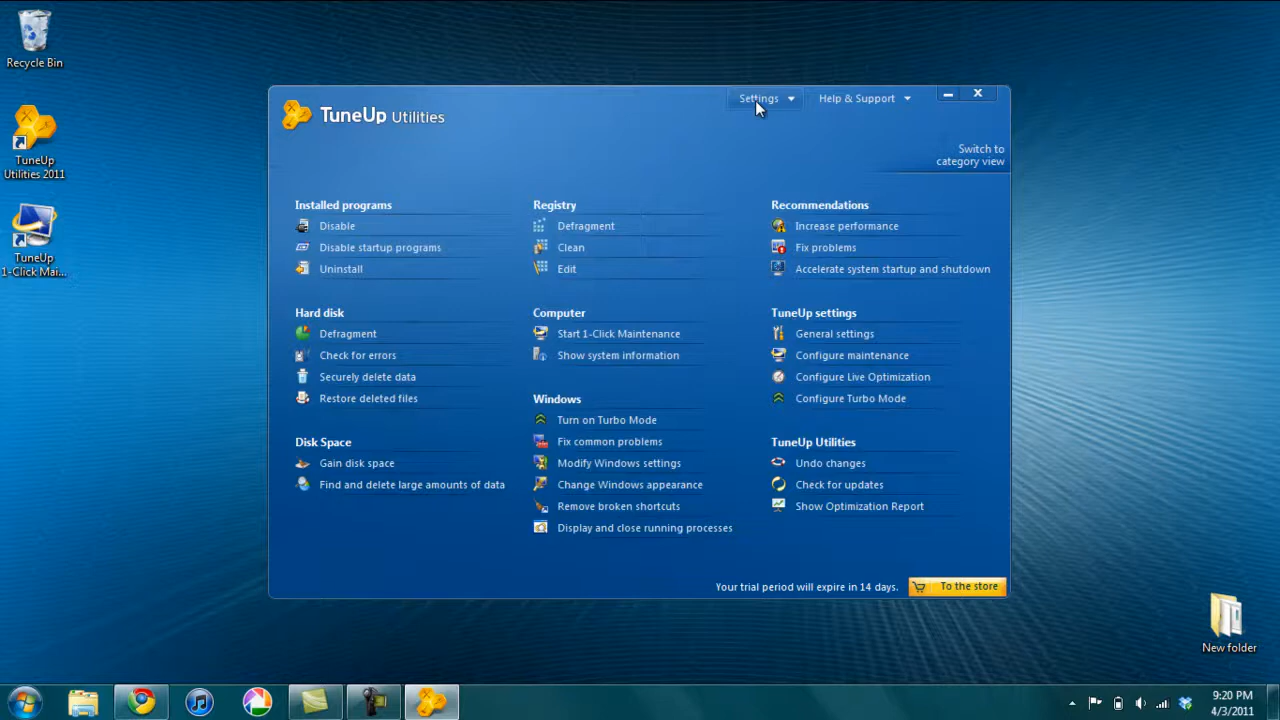 Recycle Bin
TuneUp
Utilities 2011
TuneUp
1-Click Mai...
TuneUp Utilities
Settings
Help & Support
Switch to
category view
Installed programs
Disable
Disable startup programs
Uninstall
Hard disk
Defragment
Check for errors
Securely delete data
Restore deleted files
Disk Space
Gain disk space
Find and delete large amounts of data
Registry
Defragment
Clean
Edit
Computer
Start 1-Click Maintenance
Show system information
Windows
Turn on Turbo Mode
Fix common problems
Modify Windows settings
Change Windows appearance
Remove broken shortcuts
Display and close running processes
Recommendations
Increase performance
Fix problems
Accelerate system startup and shutdown
TuneUp settings
General settings
Configure maintenance
Configure Live Optimization
Configure Turbo Mode
TuneUp Utilities
Undo changes
Check for updates
Show Optimization Report
Your trial period will expire in 14 days.
To the store
New folder
9:20 PM
4/3/2011